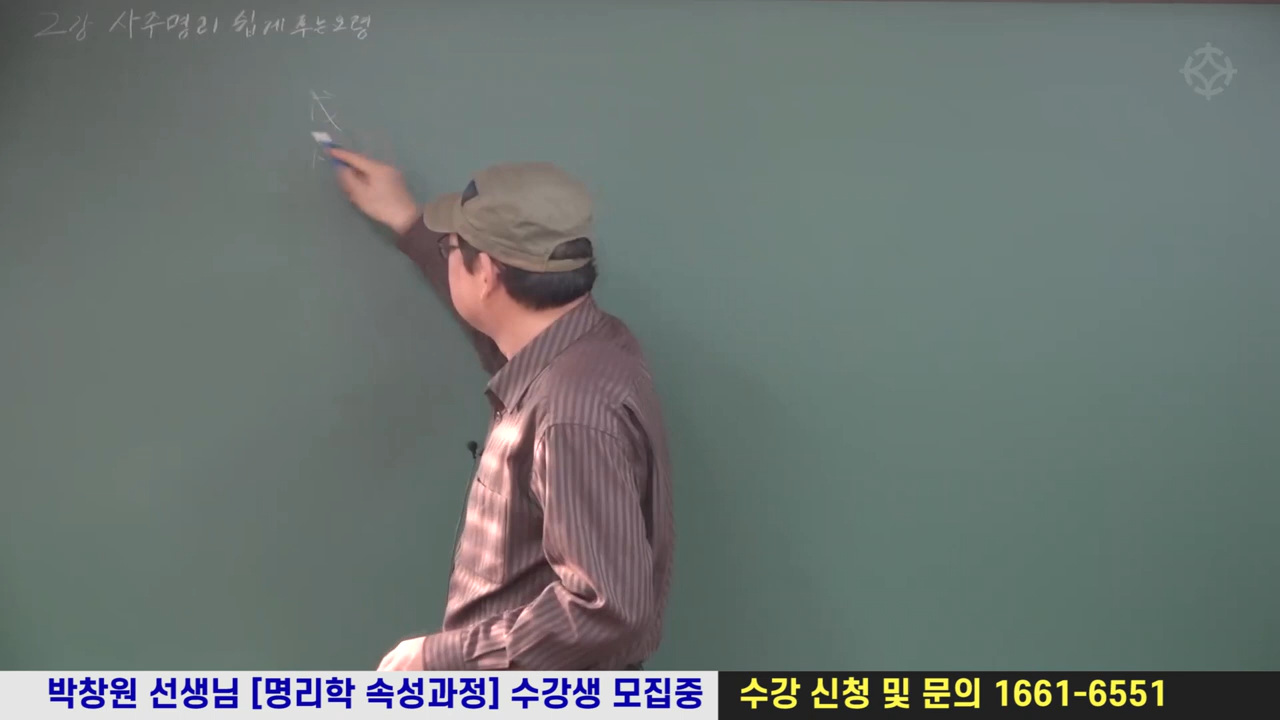 2강 사주명리 쉽게 푸는 요령
戊
박창원 선생님 [명리학 속성과정] 수강생 모집중
수강 신청 및 문의 1661-6551